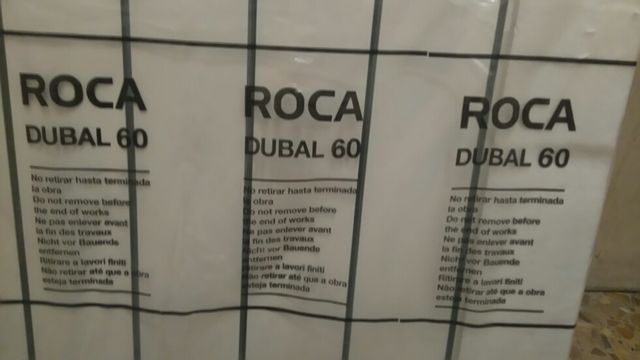 ROCA
DUBAL 60
No retirar hasta terminada
la obra
Do not remove before
the end of works
Ne pas enlever avant
la fin des travaux
Nicht vor Bauende
entfernen
Ritirare a lavori finiti
Não retirar até que a obra
esteja terminada
ROCA
DUBAL 60
No retirar hasta terminada
la obra
Do not remove before
the end of works
Ne pas enlever avant
la fin des travaux
Nicht vor Bauende
entfernen
Ritirare a lavori finiti
Não retirar até que a obra
esteja terminada
ROCA
DUBAL 60
No retirar hasta terminada
la obra
Do not remove before
the end of works
Ne pas enlever avant
la fin des travaux
Nicht vor Bauende
entfernen
Ritirare a lavori finiti
Não retirar até que a obra
esteja terminada